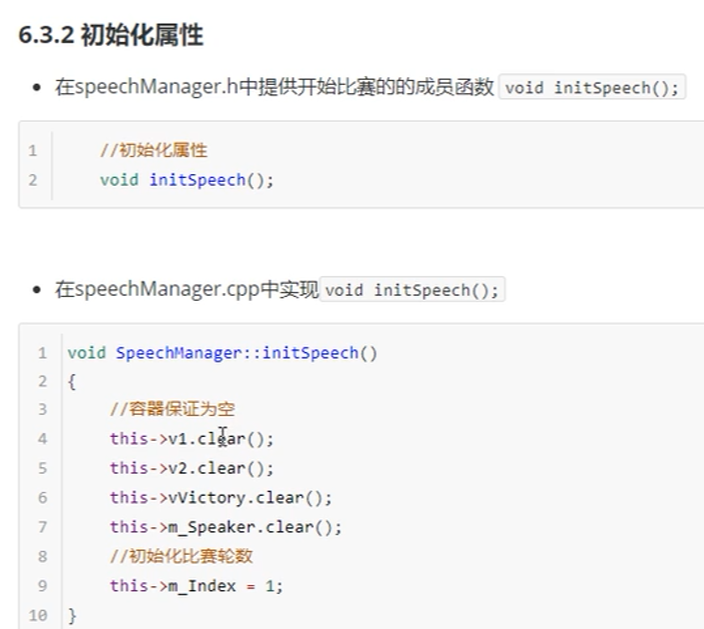 6.3.2 初始化属性
• 在speechManager.h中提供开始比赛的的成员函数 void initSpeech();
1 //初始化属性
2 void initSpeech();
• 在speechManager.cpp中实现 void initSpeech();
1 void SpeechManager::initSpeech()
2 {
3 //容器保证为空
4 this->v1.clear();
5 this->v2.clear();
6 this->vVictory.clear();
7 this->m_Speaker.clear();
8 //初始化比赛轮数
9 this->m_Index = 1;
10 }